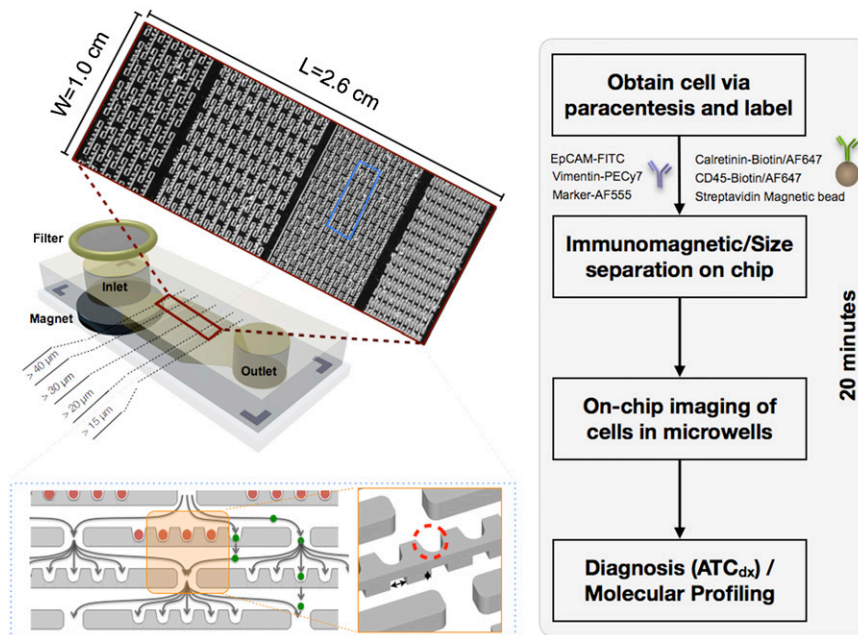 W=1.0 cm
L=2.6 cm
Filter
Inlet
Magnet
Outlet
> 40 μm
> 30 μm
> 20 μm
> 15 μm
Obtain cell via
paracentesis and label
EpCAM-FITC
Vimentin-PECy7
Marker-AF555
Calretinin-Biotin/AF647
CD45-Biotin/AF647
Streptavidin Magnetic bead
Immunomagnetic/Size
separation on chip
On-chip imaging of
cells in microwells
Diagnosis (ATCdx) /
Molecular Profiling
20 minutes